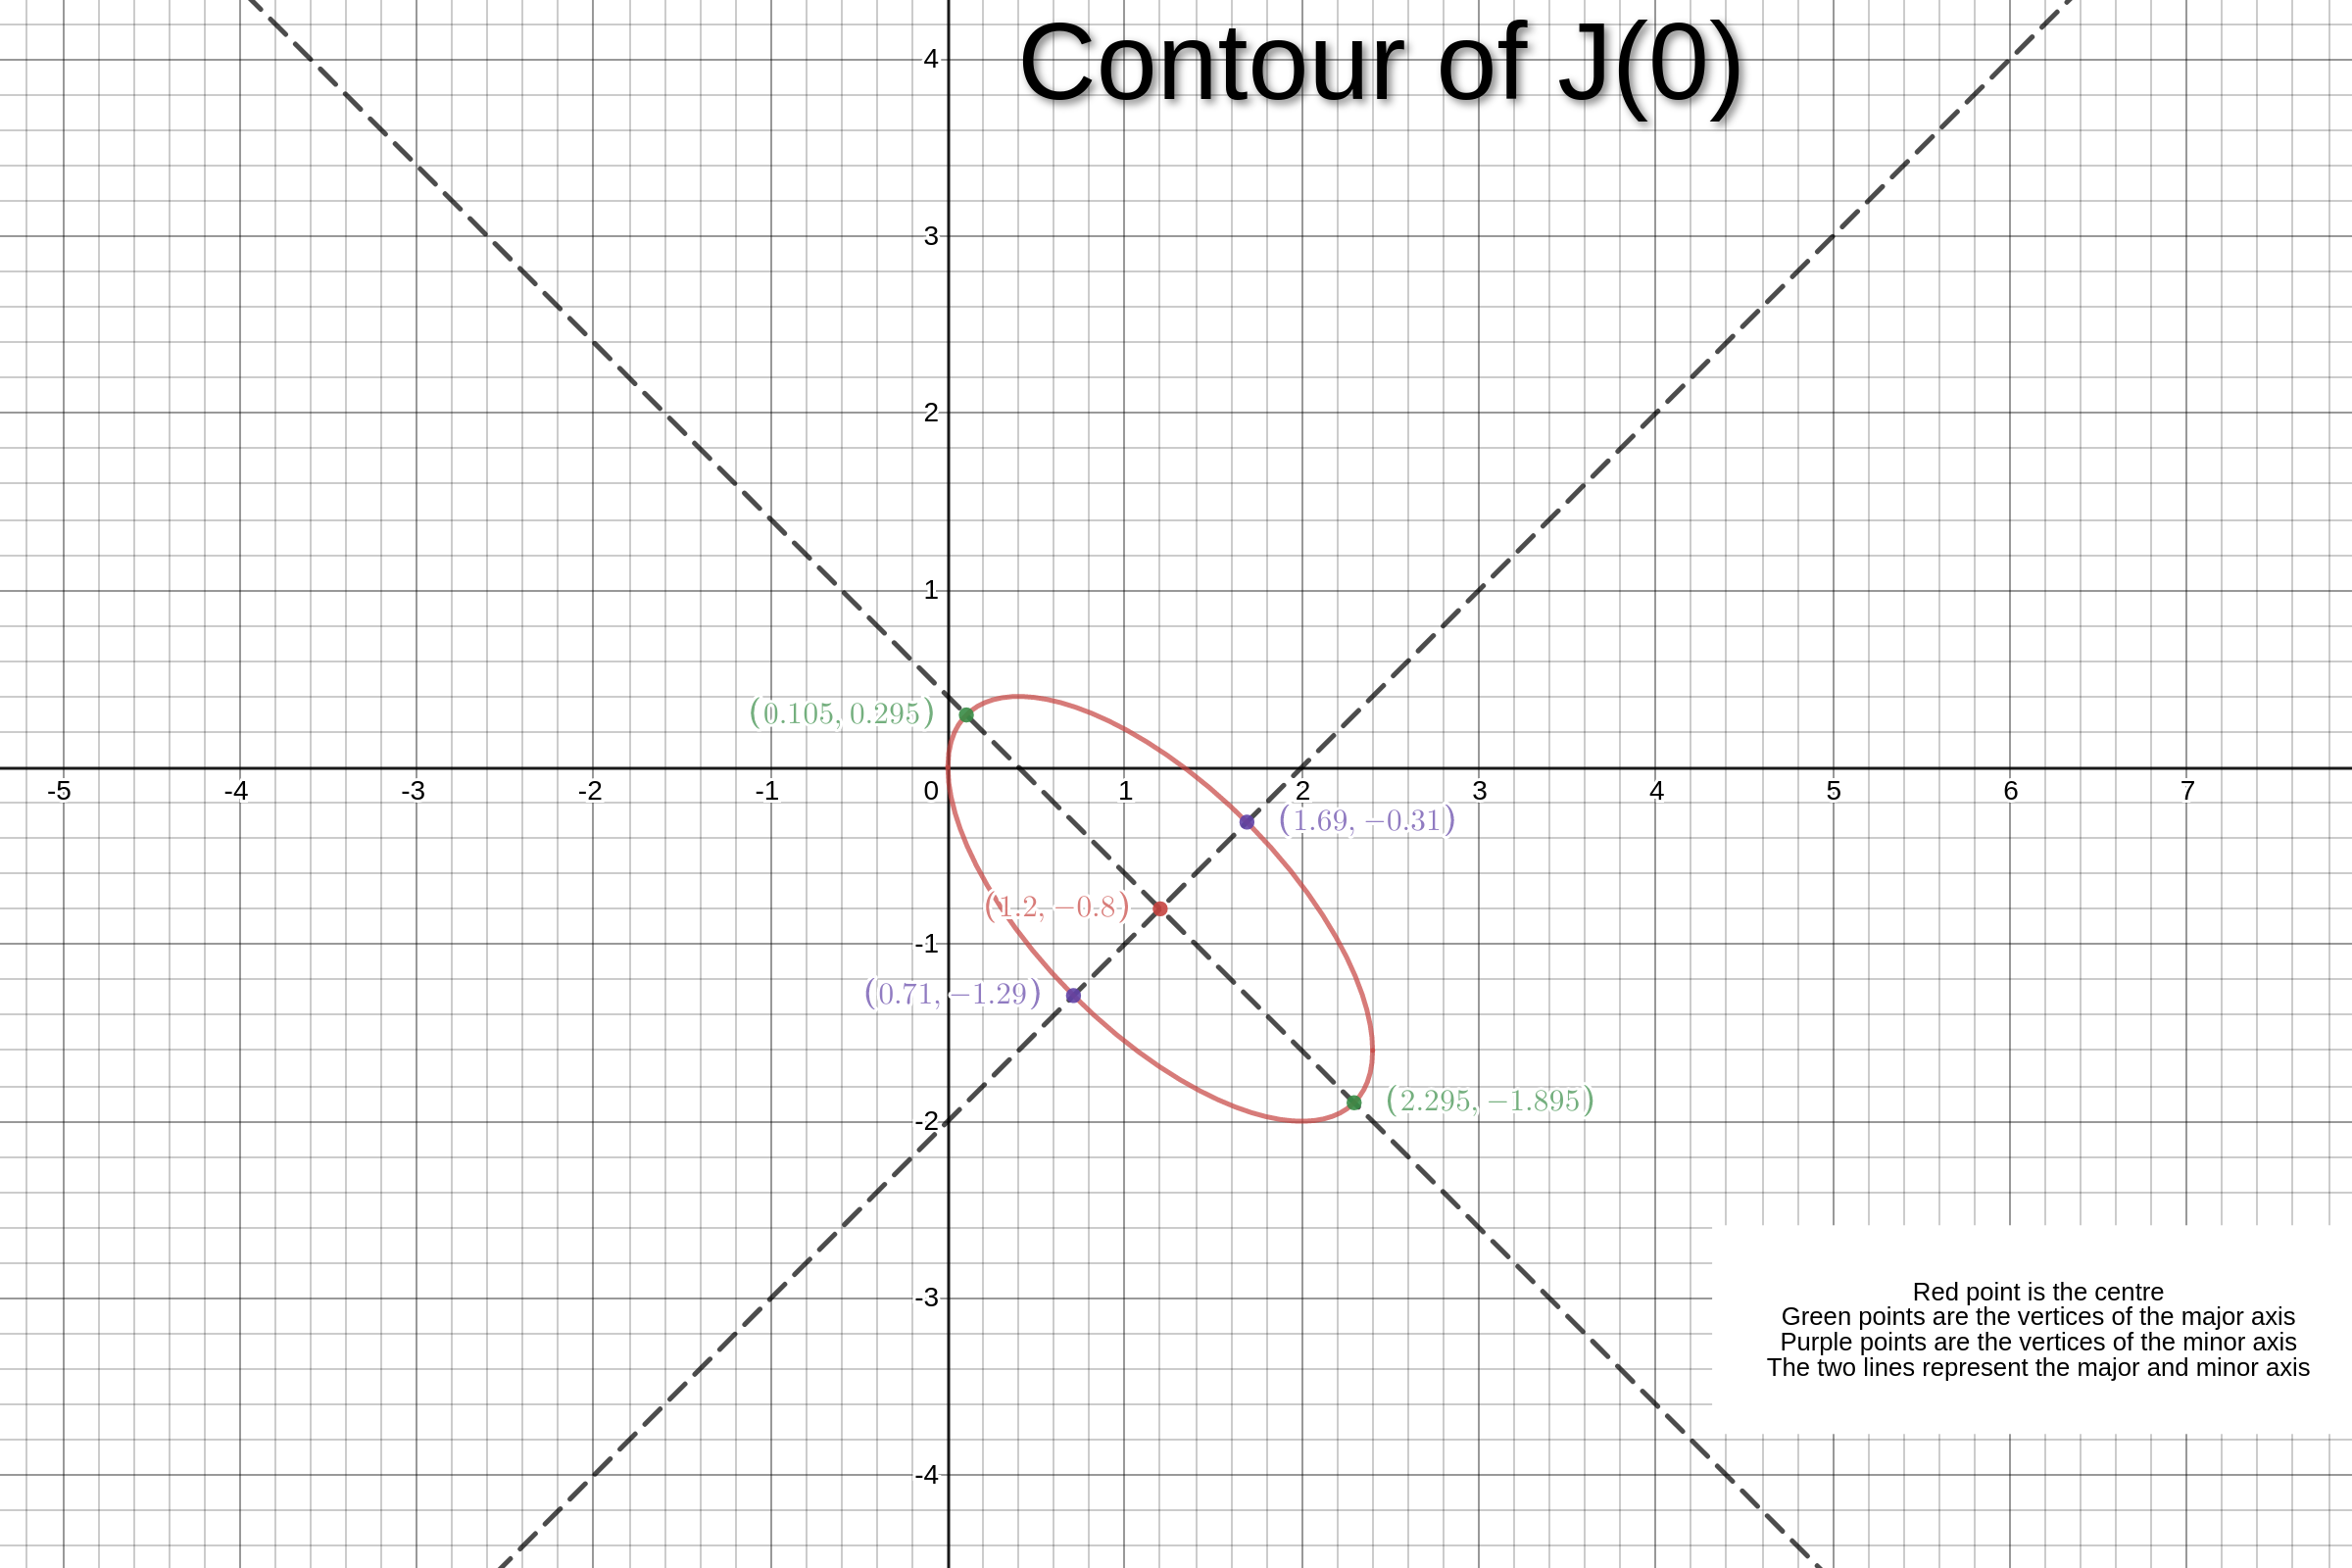 Contour of J(0)
4
3
2
1
(0.105, 0.295)
-5 -4 -3 -2 -1 0 1 2 3 4 5 6 7
(1.69, −0.31)
(1.2, −0.8)
-1
(0.71, −1.29)
(2.295, −1.895)
-2
-3
Red point is the centre
Green points are the vertices of the major axis
Purple points are the vertices of the minor axis
The two lines represent the major and minor axis
-4